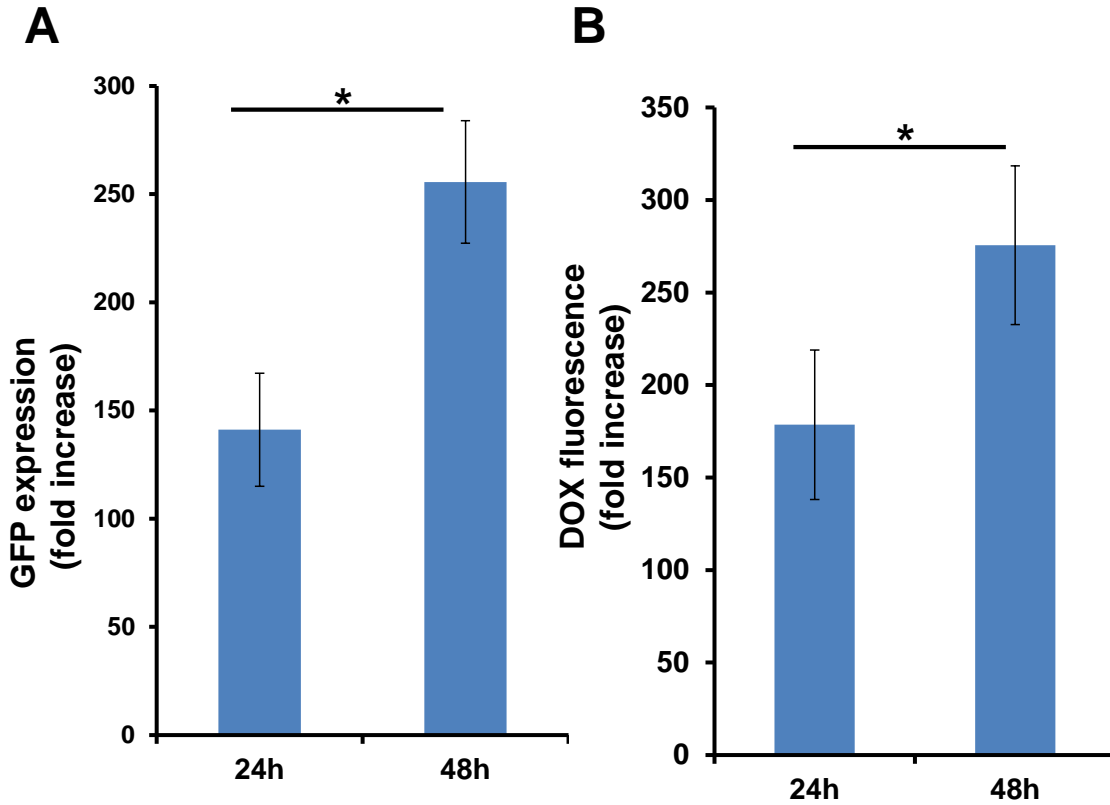 A
GFP expression
(fold increase)
300
250
200
150
100
50
0
*
24h
48h
B
DOX fluorescence
(fold increase)
350
300
250
200
150
100
50
0
*
24h
48h